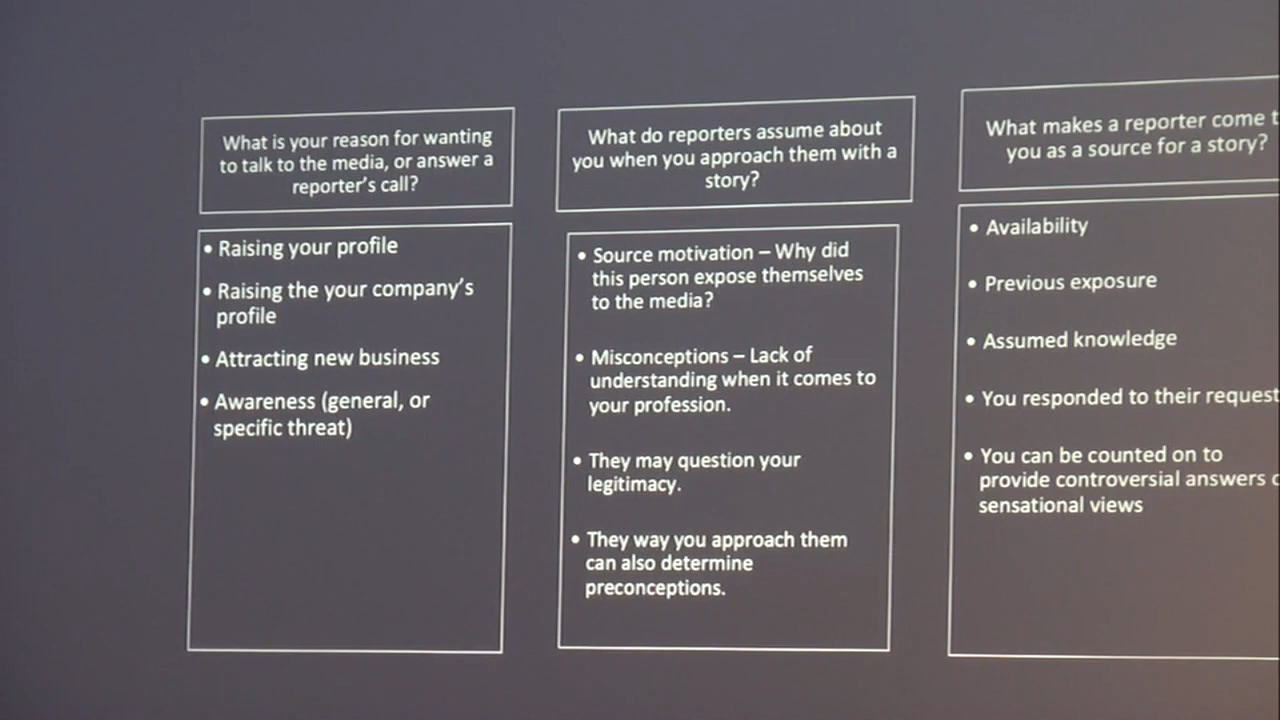 What is your reason for wanting
to talk to the media, or answer a
reporter's call?
• Raising your profile
• Raising the your company's
profile
• Attracting new business
• Awareness (general, or
specific threat)
What do reporters assume about
you when you approach them with a
story?
• Source motivation – Why did
this person expose themselves
to the media?
• Misconceptions – Lack of
understanding when it comes to
your profession.
• They may question your
legitimacy.
• They way you approach them
can also determine
preconceptions.
What makes a reporter come
you as a source for a story?
• Availability
• Previous exposure
• Assumed knowledge
• You responded to their request
• You can be counted on to
provide controversial answers
sensational views